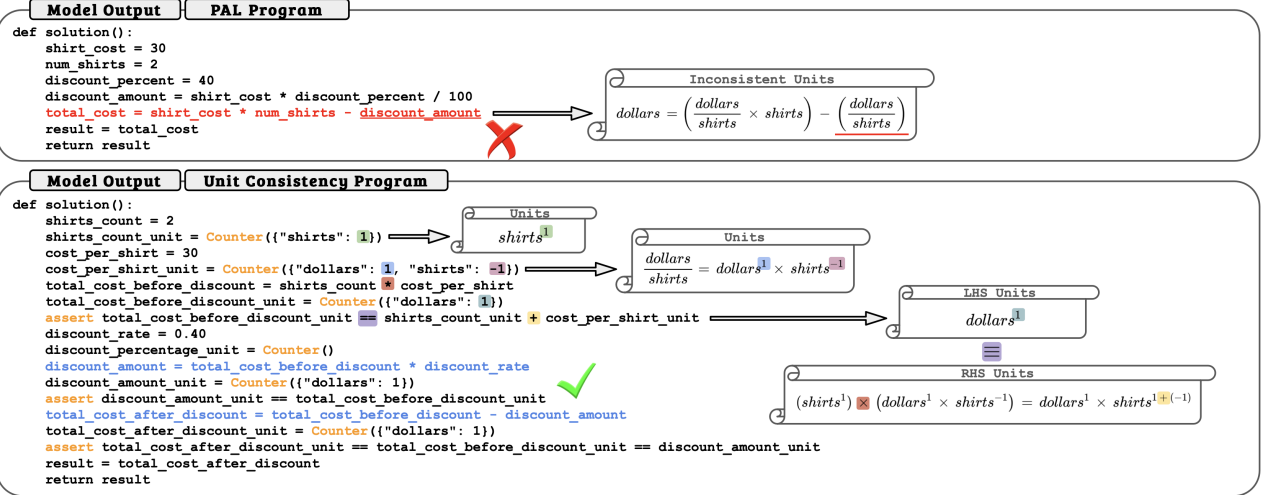 Model Output PAL Program
def solution():
    shirt_cost = 30
    num_shirts = 2
    discount_percent = 40
    discount_amount = shirt_cost * discount_percent / 100
    total_cost = shirt_cost * num_shirts - discount_amount
    result = total_cost
    return result
Inconsistent Units
dollars = (dollars/shirts × shirts) − (dollars/shirts)
Model Output Unit Consistency Program
def solution():
    shirts_count = 2
    shirts_count_unit = Counter({"shirts": 1})
    cost_per_shirt = 30
    cost_per_shirt_unit = Counter({"dollars": 1, "shirts": -1})
    total_cost_before_discount = shirts_count * cost_per_shirt
    total_cost_before_discount_unit = Counter({"dollars": 1})
    assert total_cost_before_discount_unit == shirts_count_unit + cost_per_shirt_unit
    discount_rate = 0.40
    discount_percentage_unit = Counter()
    discount_amount = total_cost_before_discount * discount_rate
    discount_amount_unit = Counter({"dollars": 1})
    assert discount_amount_unit == total_cost_before_discount_unit
    total_cost_after_discount = total_cost_before_discount - discount_amount
    total_cost_after_discount_unit = Counter({"dollars": 1})
    assert total_cost_after_discount_unit == total_cost_before_discount_unit == discount_amount_unit
    result = total_cost_after_discount
    return result
Units
shirts^1
Units
dollars/shirts = dollars^1 × shirts^−1
LHS Units
dollars^1
≡
RHS Units
(shirts^1) × (dollars^1 × shirts^−1) = dollars^1 × shirts^1+(−1)